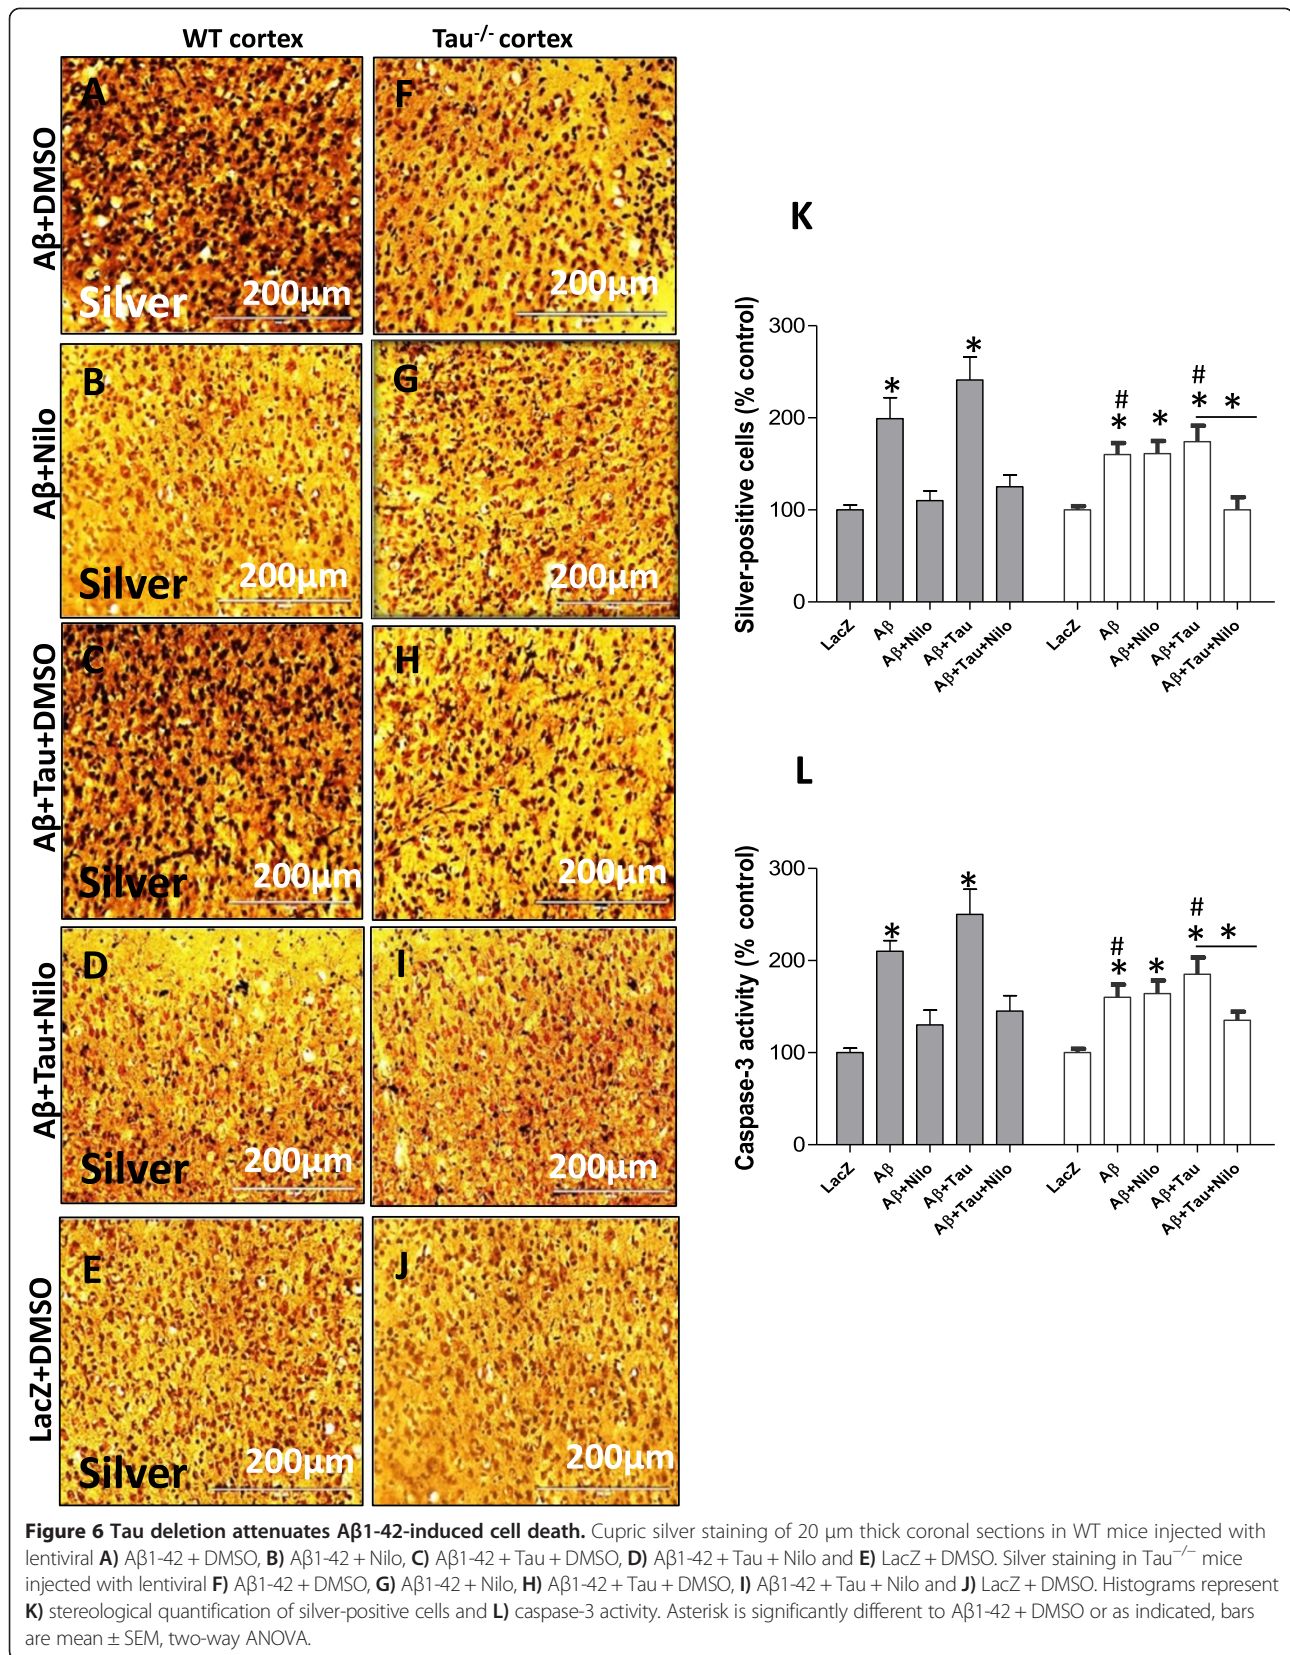 WT cortex
Tau-/- cortex
Aβ+DMSO
A
Silver
200µm
F
200µm
Aβ+Nilo
B
Silver
200µm
G
200µm
Aβ+Tau+DMSO
C
Silver
200µm
H
200µm
Aβ+Tau+Nilo
D
Silver
200µm
I
200µm
LacZ+DMSO
E
Silver
200µm
J
200µm
K
Silver-positive cells (% control)
300
200
100
0
*
*
#
*
*
#
*
*
LacZ
Aβ
Aβ+Nilo
Aβ+Tau
Aβ+Tau+Nilo
LacZ
Aβ
Aβ+Nilo
Aβ+Tau
Aβ+Tau+Nilo
L
Caspase-3 activity (% control)
300
200
100
0
*
*
#
*
*
#
*
*
LacZ
Aβ
Aβ+Nilo
Aβ+Tau
Aβ+Tau+Nilo
LacZ
Aβ
Aβ+Nilo
Aβ+Tau
Aβ+Tau+Nilo
Figure 6 Tau deletion attenuates Aβ1-42-induced cell death. Cupric silver staining of 20 μm thick coronal sections in WT mice injected with
lentiviral A) Aβ1-42 + DMSO, B) Aβ1-42 + Nilo, C) Aβ1-42 + Tau + DMSO, D) Aβ1-42 + Tau + Nilo and E) LacZ + DMSO. Silver staining in Tau−/− mice
injected with lentiviral F) Aβ1-42 + DMSO, G) Aβ1-42 + Nilo, H) Aβ1-42 + Tau + DMSO, I) Aβ1-42 + Tau + Nilo and J) LacZ + DMSO. Histograms represent
K) stereological quantification of silver-positive cells and L) caspase-3 activity. Asterisk is significantly different to Aβ1-42 + DMSO or as indicated, bars
are mean ± SEM, two-way ANOVA.